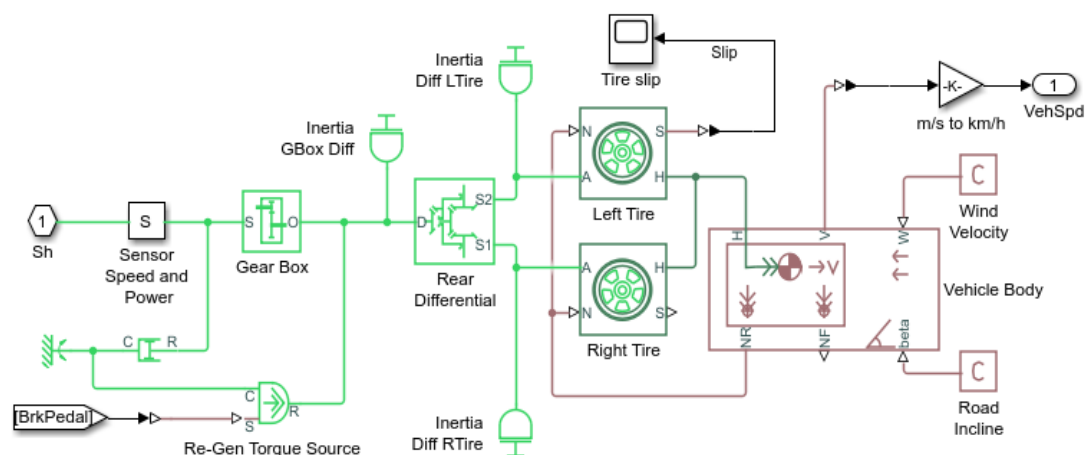 Inertia
Diff LTire
Slip
Tire slip
-K-
1
VehSpd
m/s to km/h
Inertia
GBox Diff
N
S
A
H
Left Tire
C
Wind
Velocity
1
Sh
S
Sensor
Speed and
Power
S
O
Gear Box
D
S2
S1
Rear
Differential
A
H
N
S
Right Tire
H
V
W
V
NR
NF
beta
Vehicle Body
C
Road
Incline
C
R
C
R
S
[BrkPedal]
Re-Gen Torque Source
Inertia
Diff RTire